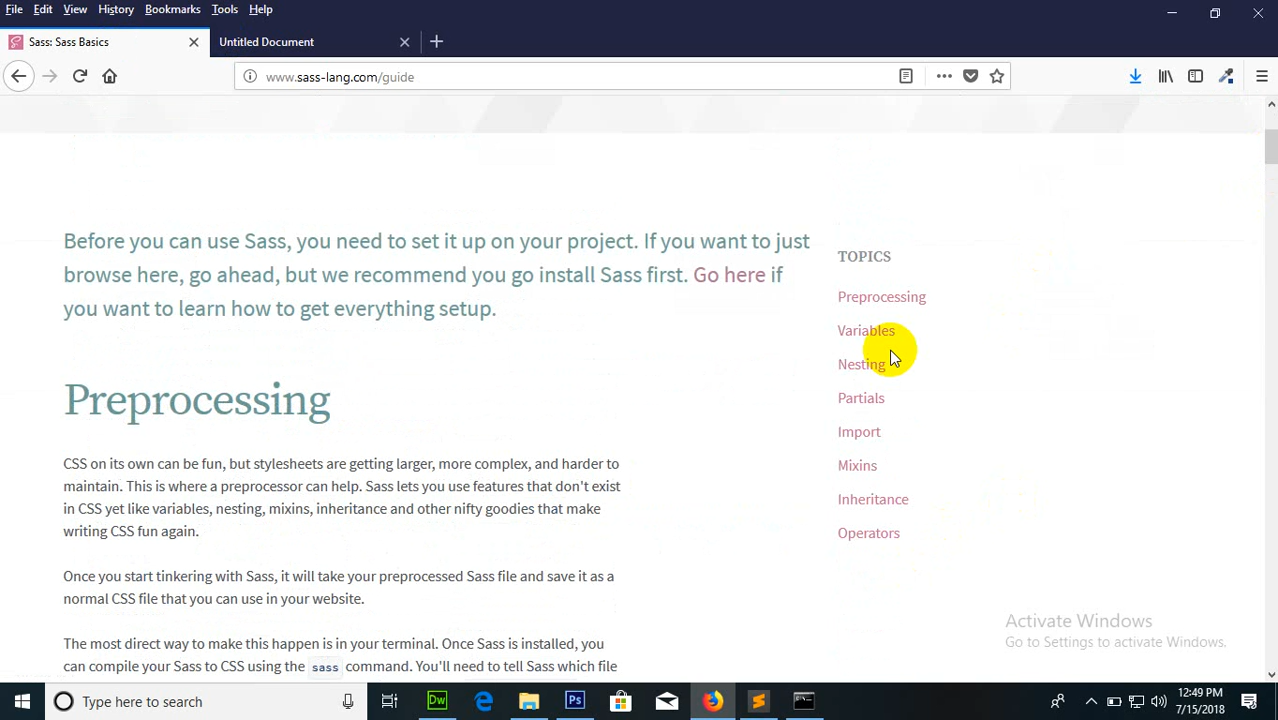 File Edit View History Bookmarks Tools Help
Sass: Sass Basics
Untitled Document
www.sass-lang.com/guide
Before you can use Sass, you need to set it up on your project. If you want to just
browse here, go ahead, but we recommend you go install Sass first. Go here if
you want to learn how to get everything setup.
TOPICS
Preprocessing
Variables
Nesting
Partials
Import
Mixins
Inheritance
Operators
Preprocessing
CSS on its own can be fun, but stylesheets are getting larger, more complex, and harder to
maintain. This is where a preprocessor can help. Sass lets you use features that don't exist
in CSS yet like variables, nesting, mixins, inheritance and other nifty goodies that make
writing CSS fun again.
Once you start tinkering with Sass, it will take your preprocessed Sass file and save it as a
normal CSS file that you can use in your website.
The most direct way to make this happen is in your terminal. Once Sass is installed, you
can compile your Sass to CSS using the sass command. You'll need to tell Sass which file
Activate Windows
Go to Settings to activate Windows.
Type here to search
Dw
Ps
12:49 PM
7/15/2018